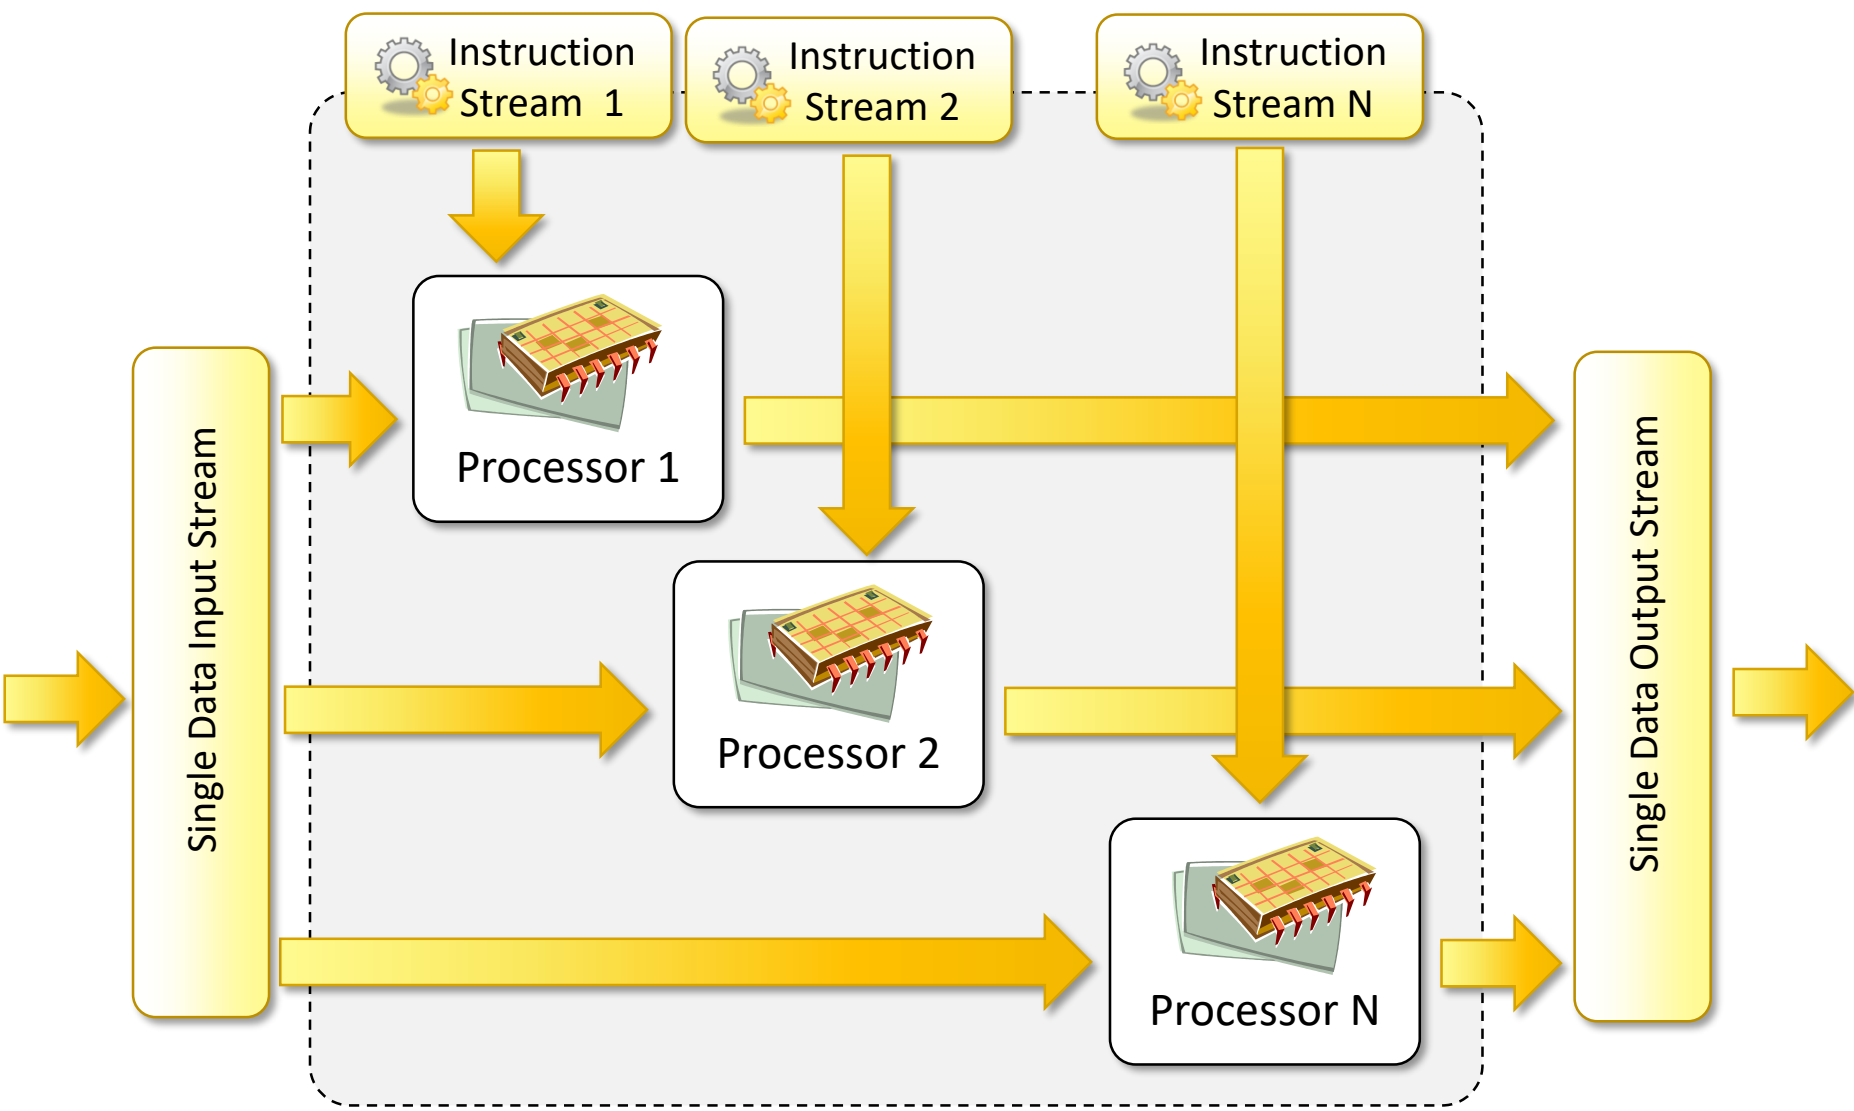 Instruction
Stream 1
Instruction
Stream 2
Instruction
Stream N
Single Data Input Stream
Processor 1
Processor 2
Processor N
Single Data Output Stream